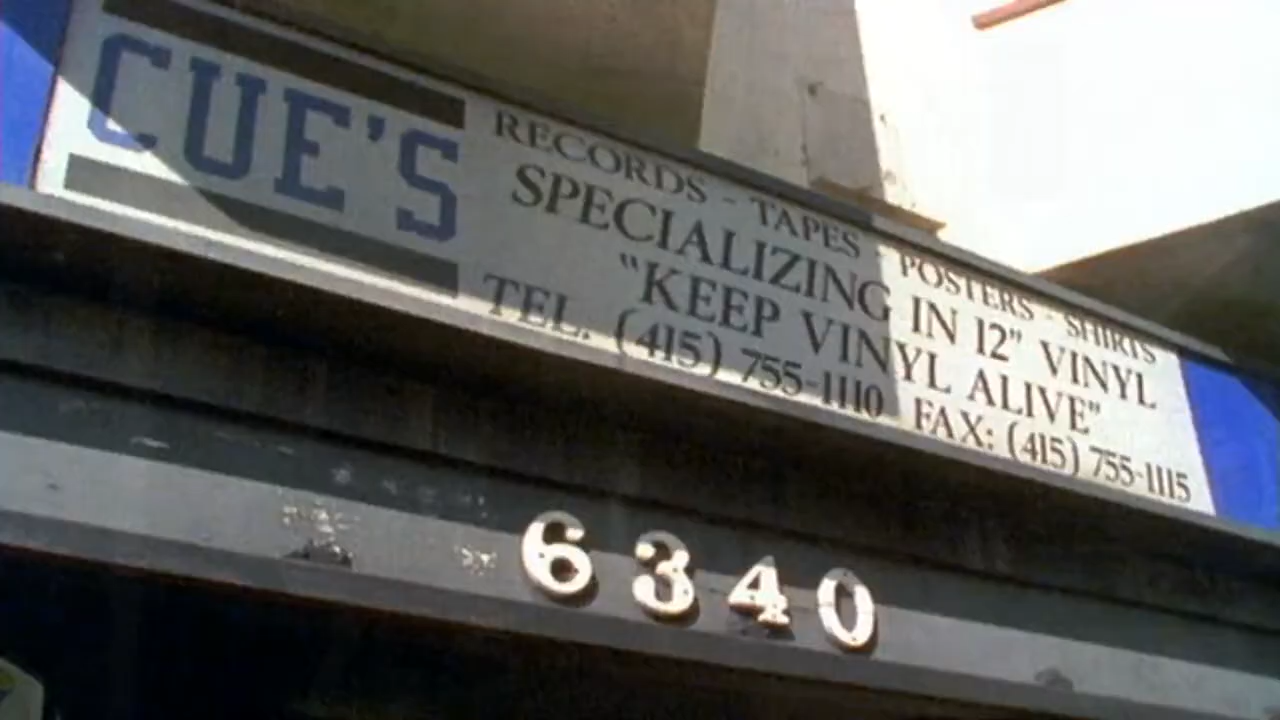 CUE'S
RECORDS - TAPES - POSTERS - SHIRTS
SPECIALIZING IN 12" VINYL
"KEEP VINYL ALIVE"
TEL. (415) 755-1110 FAX: (415) 755-1115
6340